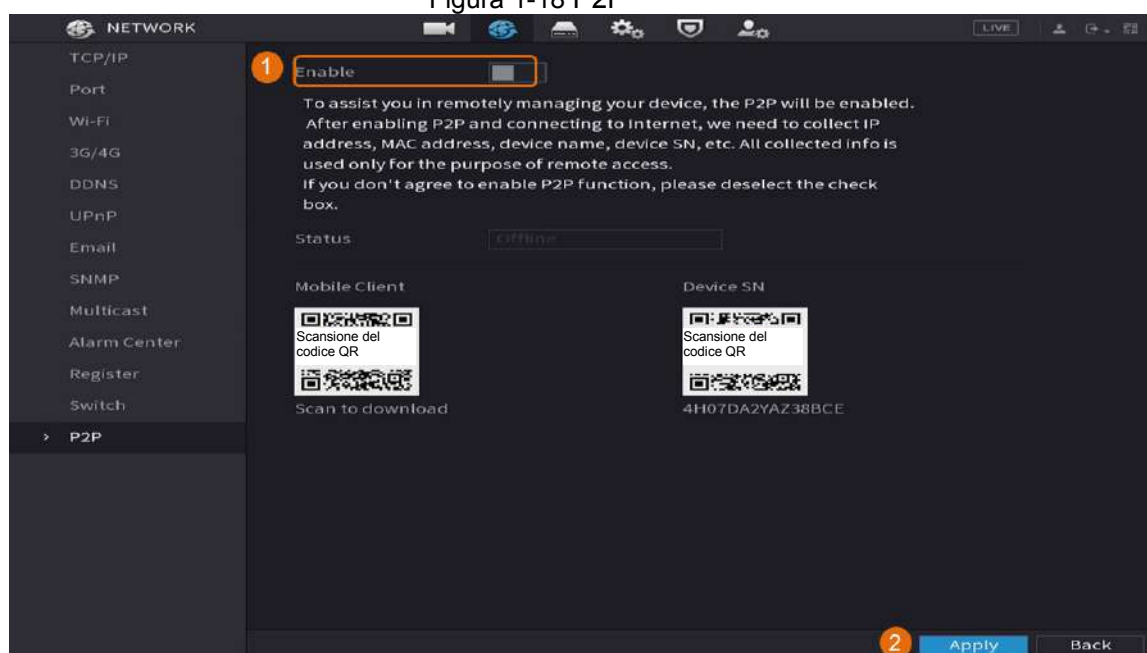 Figura 1-18 P2P
NETWORK
LIVE
TCP/IP
Port
Wi-Fi
3G/4G
DDNS
UPnP
Email
SNMP
Multicast
Alarm Center
Register
Switch
> P2P
1
Enable
To assist you in remotely managing your device, the P2P will be enabled.
After enabling P2P and connecting to Internet, we need to collect IP
address, MAC address, device name, device SN, etc. All collected info is
used only for the purpose of remote access.
If you don't agree to enable P2P function, please deselect the check
box.
Status Offline
Mobile Client
Scansione del
codice QR
Scan to download
Device SN
Scansione del
codice QR
4H07DA2YAZ38BCE
2
Apply
Back